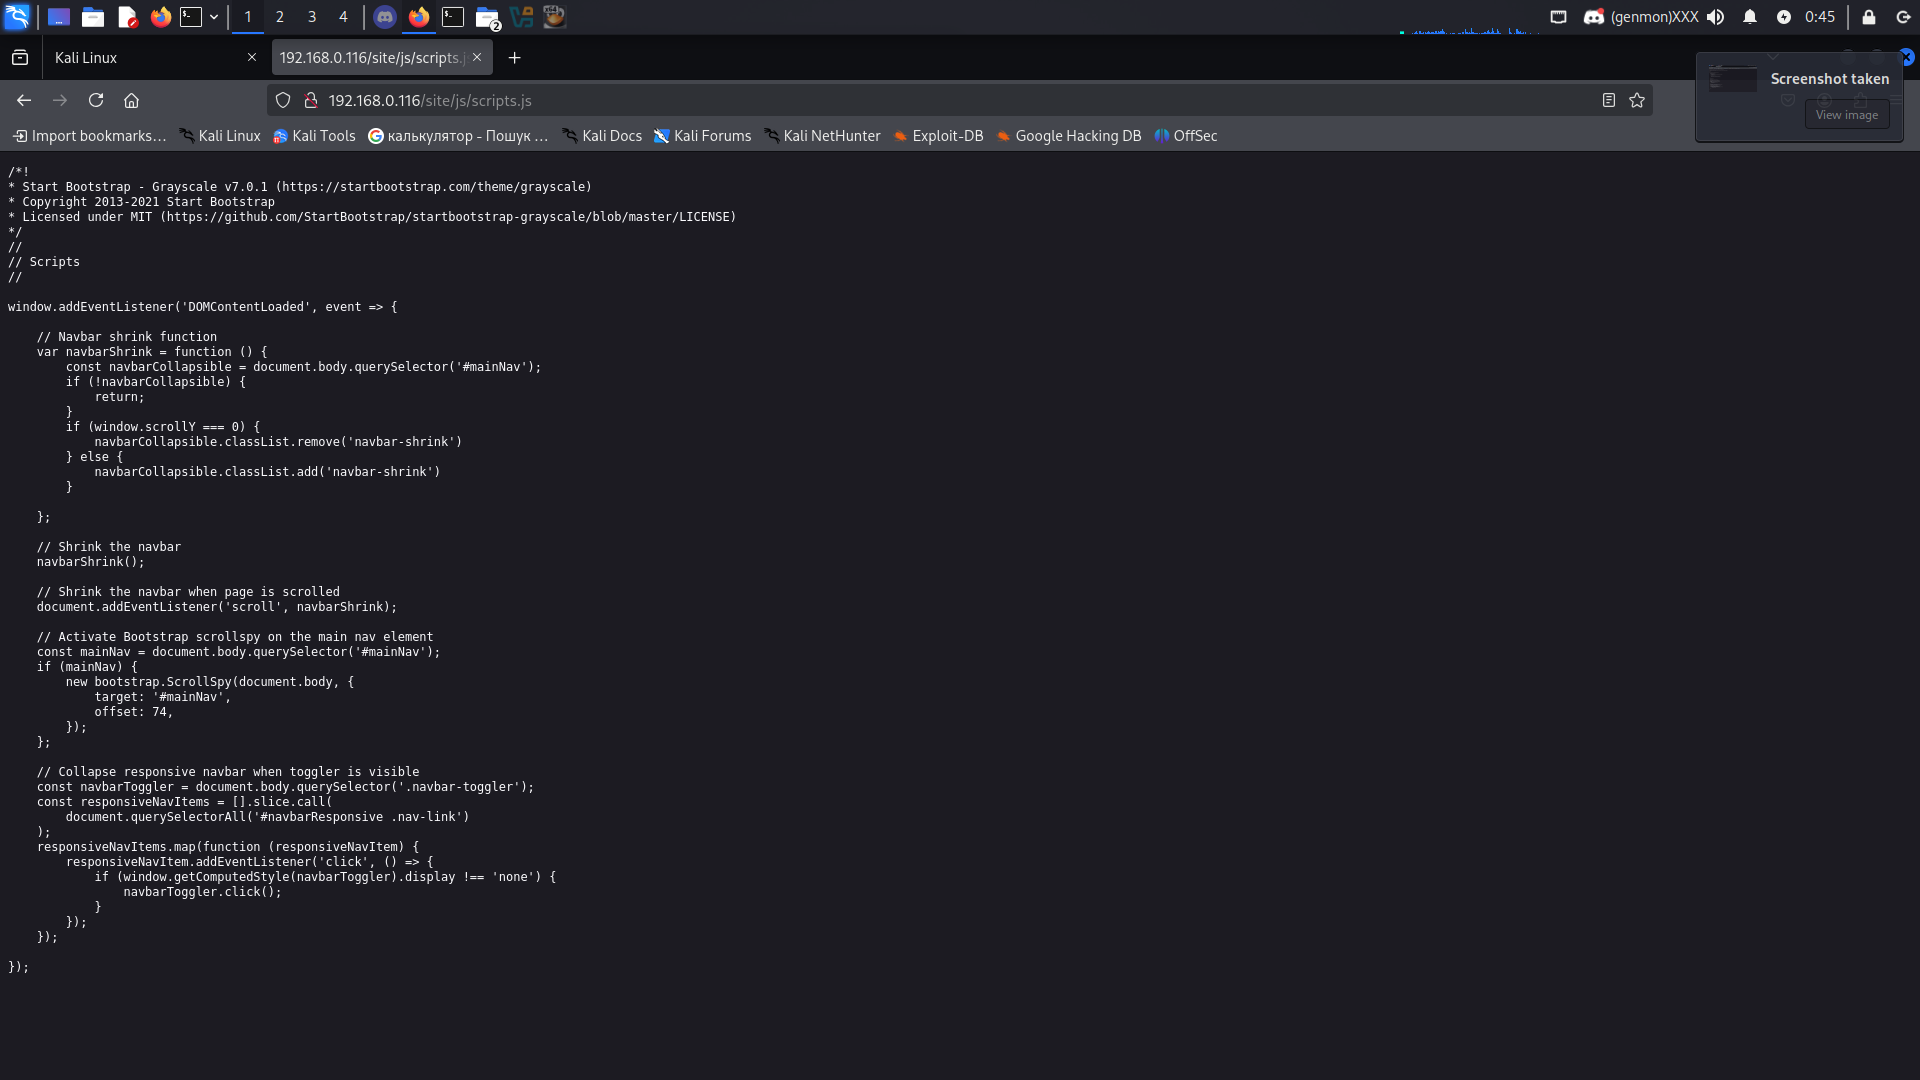 1 2 3 4 2 (genmon)XXX 0:45
Kali Linux 192.168.0.116/site/js/scripts.j
192.168.0.116/site/js/scripts.js
Screenshot taken
View image
Import bookmarks... Kali Linux Kali Tools калькулятор - Пошук ... Kali Docs Kali Forums Kali NetHunter Exploit-DB Google Hacking DB OffSec
/*!
* Start Bootstrap - Grayscale v7.0.1 (https://startbootstrap.com/theme/grayscale)
* Copyright 2013-2021 Start Bootstrap
* Licensed under MIT (https://github.com/StartBootstrap/startbootstrap-grayscale/blob/master/LICENSE)
*/
//
// Scripts
//
window.addEventListener('DOMContentLoaded', event => {
    // Navbar shrink function
    var navbarShrink = function () {
        const navbarCollapsible = document.body.querySelector('#mainNav');
        if (!navbarCollapsible) {
            return;
        }
        if (window.scrollY === 0) {
            navbarCollapsible.classList.remove('navbar-shrink')
        } else {
            navbarCollapsible.classList.add('navbar-shrink')
        }
    };
    // Shrink the navbar
    navbarShrink();
    // Shrink the navbar when page is scrolled
    document.addEventListener('scroll', navbarShrink);
    // Activate Bootstrap scrollspy on the main nav element
    const mainNav = document.body.querySelector('#mainNav');
    if (mainNav) {
        new bootstrap.ScrollSpy(document.body, {
            target: '#mainNav',
            offset: 74,
        });
    };
    // Collapse responsive navbar when toggler is visible
    const navbarToggler = document.body.querySelector('.navbar-toggler');
    const responsiveNavItems = [].slice.call(
        document.querySelectorAll('#navbarResponsive .nav-link')
    );
    responsiveNavItems.map(function (responsiveNavItem) {
        responsiveNavItem.addEventListener('click', () => {
            if (window.getComputedStyle(navbarToggler).display !== 'none') {
                navbarToggler.click();
            }
        });
    });
});